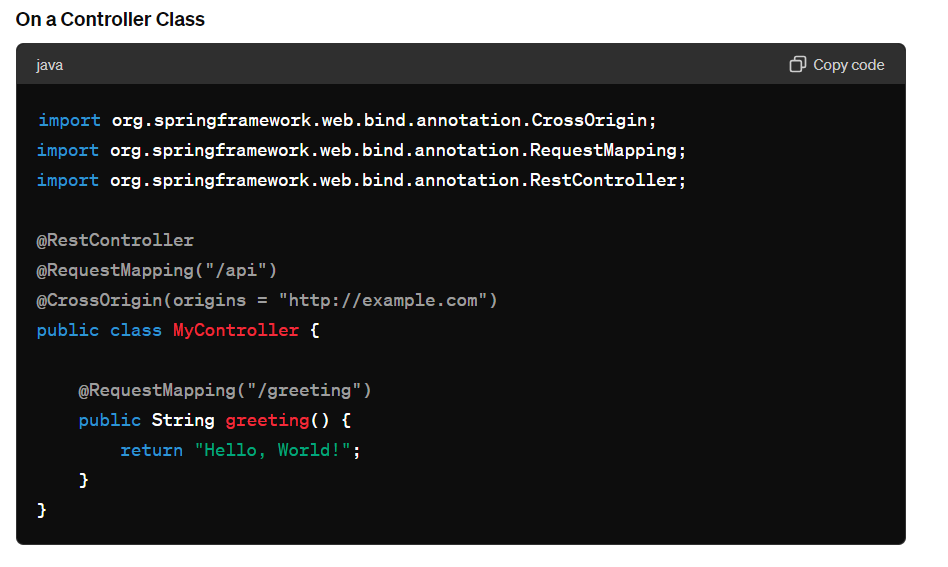 On a Controller Class
java
Copy code
import org.springframework.web.bind.annotation.CrossOrigin;
import org.springframework.web.bind.annotation.RequestMapping;
import org.springframework.web.bind.annotation.RestController;
@RestController
@RequestMapping("/api")
@CrossOrigin(origins = "http://example.com")
public class MyController {
    @RequestMapping("/greeting")
    public String greeting() {
        return "Hello, World!";
    }
}